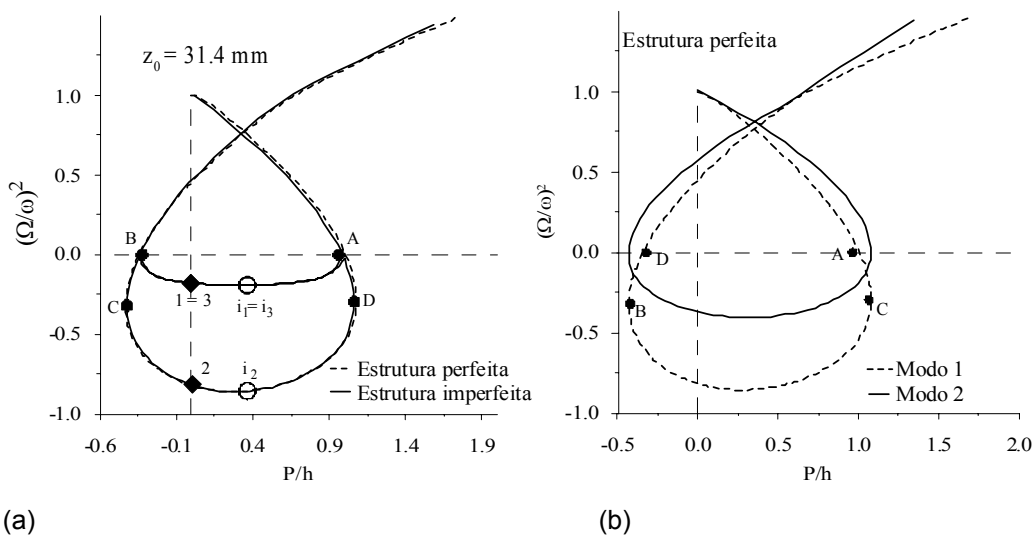 z₀ = 31.4 mm
(Ω/ω)²
1.0
0.5
0.0
-0.5
-1.0
B
A
C
D
1 = 3
i₁= i₃
2
i₂
Estrutura perfeita
Estrutura imperfeita
-0.6
-0.1
0.4
0.9
1.4
1.9
P/h
(a)
Estrutura perfeita
(Ω/ω)²
1.0
0.5
0.0
-0.5
-1.0
D
A
B
C
Modo 1
Modo 2
-0.5
0.0
0.5
1.0
1.5
2.0
P/h
(b)